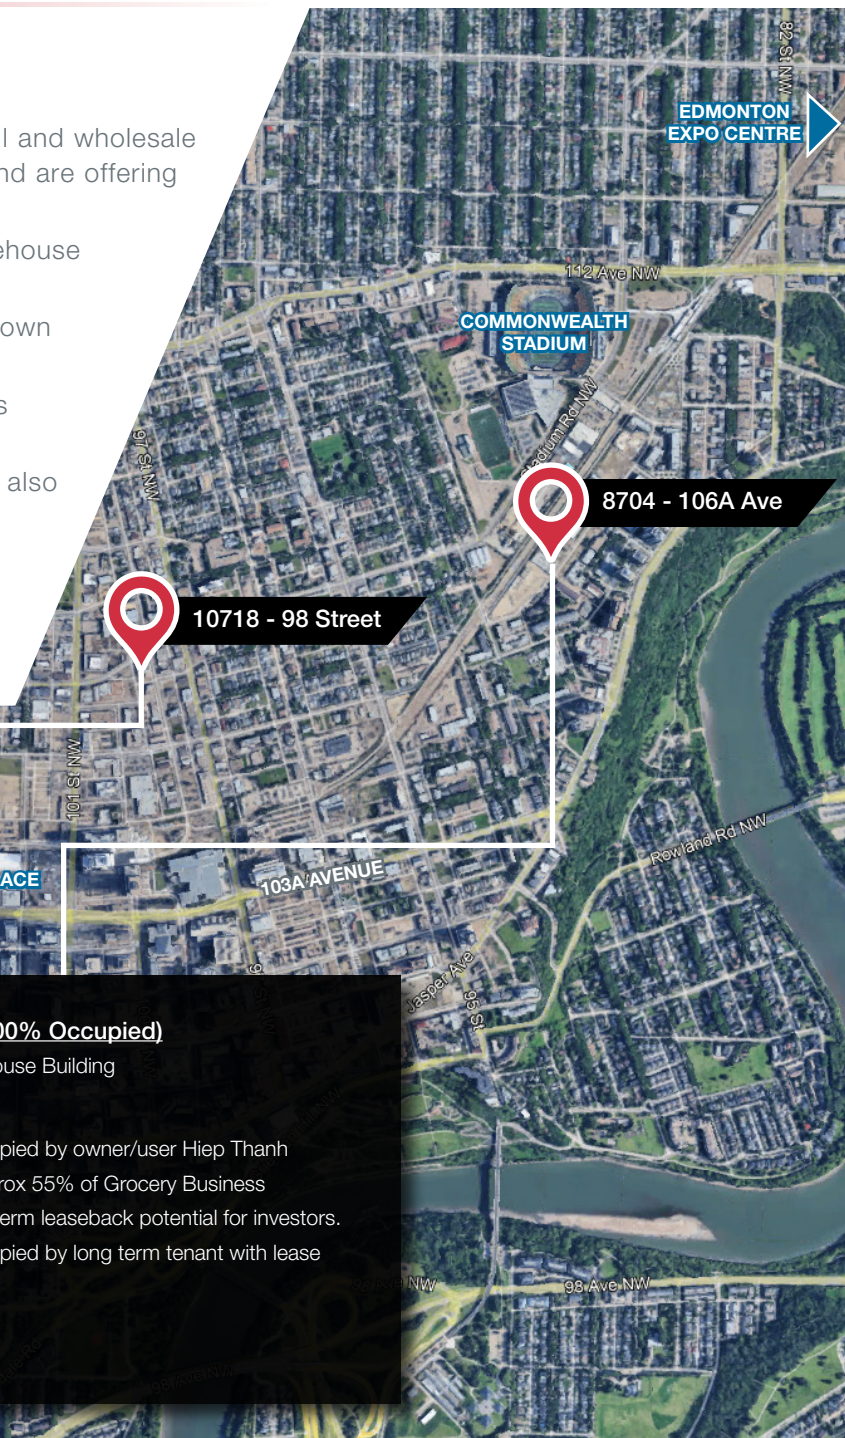 l and wholesale
nd are offering
ehouse
own
s
also
82 St NW
EDMONTON
EXPO CENTRE
112 Ave NW
COMMONWEALTH
STADIUM
Stadium Rd NW
97 St NW
8704 - 106A Ave
10718 - 98 Street
101 St NW
Rowland Rd NW
ACE
103A AVENUE
Jasper Ave
95 St
00% Occupied)
ouse Building
pied by owner/user Hiep Thanh
rox 55% of Grocery Business
erm leaseback potential for investors.
pied by long term tenant with lease
NW
98 Ave NW